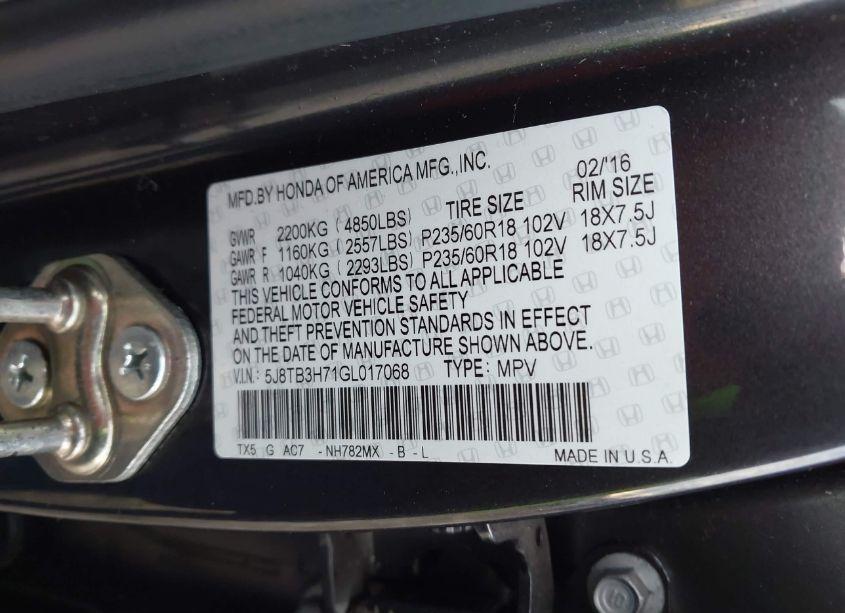 MFD.BY HONDA OF AMERICA MFG.,INC. 02/'16
TIRE SIZE RIM SIZE
GVWR 2200KG ( 4850LBS)
GAWR F 1160KG ( 2557LBS) P235/60R18 102V 18X7.5J
GAWR R 1040KG ( 2293LBS) P235/60R18 102V 18X7.5J
THIS VEHICLE CONFORMS TO ALL APPLICABLE
FEDERAL MOTOR VEHICLE SAFETY
AND THEFT PREVENTION STANDARDS IN EFFECT
ON THE DATE OF MANUFACTURE SHOWN ABOVE.
V.I.N.: 5J8TB3H71GL017068 TYPE: MPV
TX5 G AC7 - NH782MX - B - L MADE IN U.S.A.